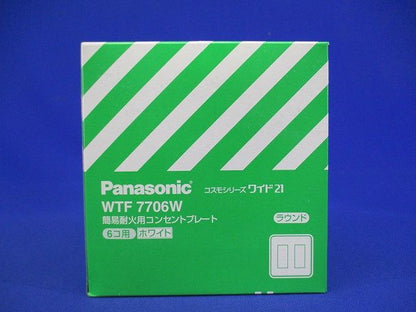 Panasonic コスモシリーズ ワイド21
WTF 7706W
簡易耐火用コンセントプレート
6コ用 ホワイト
ラウンド